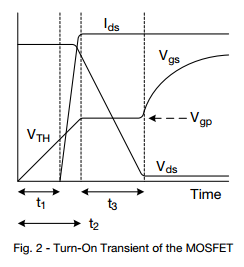 Ids
Vgs
VTH
Vgp
Vds
Time
t1
t3
t2
Fig. 2 - Turn-On Transient of the MOSFET